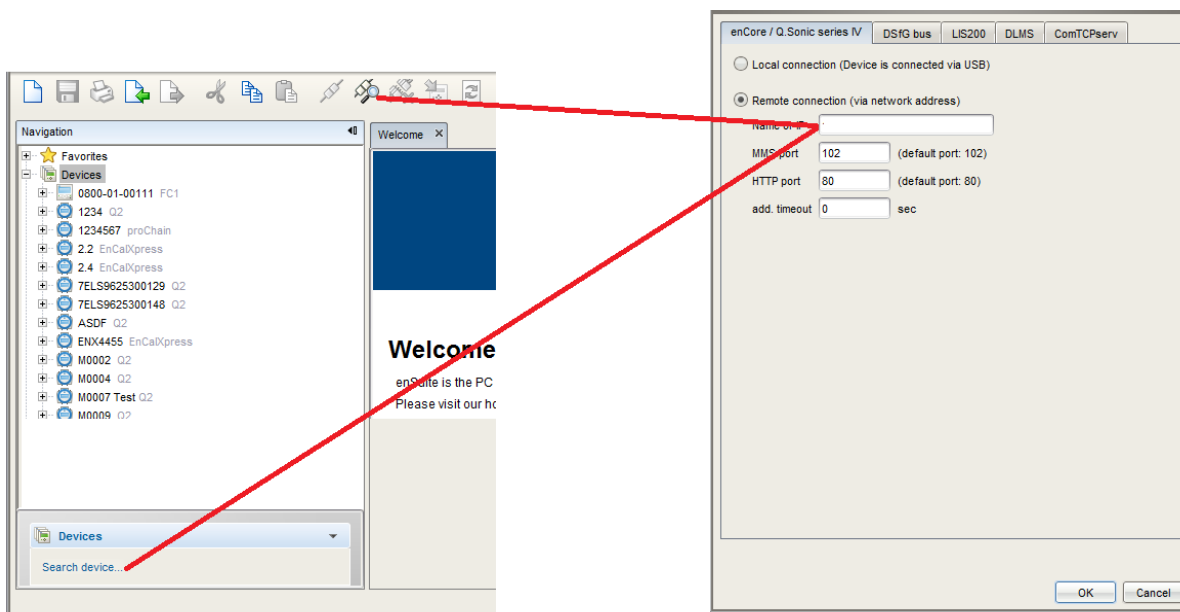 Navigation
Welcome
Favorites
Devices
0800-01-00111 FC1
1234 Q2
1234567 proChain
2.2 EnCalXpress
2.4 EnCalXpress
7ELS9625300129 Q2
7ELS9625300148 Q2
ASDF Q2
ENX4455 EnCalXpress
M0002 Q2
M0004 Q2
M0007 Test Q2
M0009 Q2
Welcome
enSuite is the PC
Please visit our ho
Devices
Search device...
enCore / Q.Sonic series IV
DSfG bus
LIS200
DLMS
ComTCPserv
Local connection (Device is connected via USB)
Remote connection (via network address)
Name or IP
MMS port 102 (default port: 102)
HTTP port 80 (default port: 80)
add. timeout 0 sec
OK
Cancel